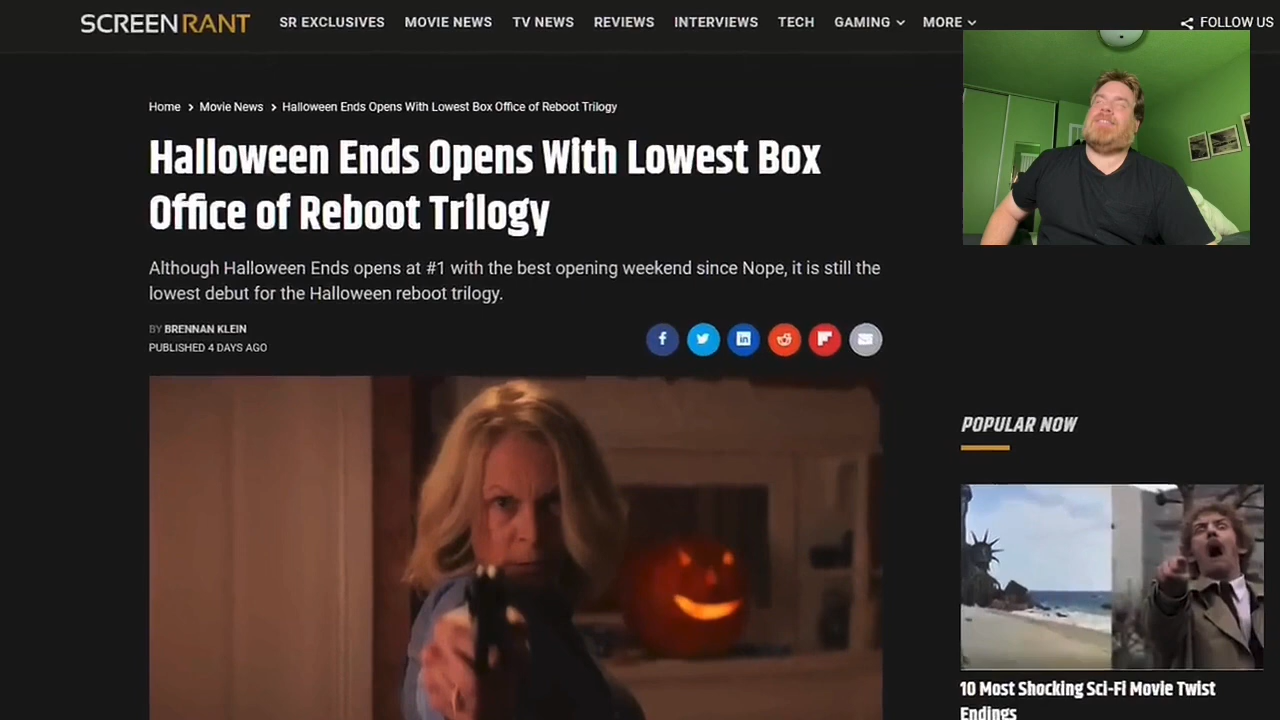 SCREENRANT
SR EXCLUSIVES MOVIE NEWS TV NEWS REVIEWS INTERVIEWS TECH GAMING MORE FOLLOW US
Home > Movie News > Halloween Ends Opens With Lowest Box Office of Reboot Trilogy
Halloween Ends Opens With Lowest Box
Office of Reboot Trilogy
Although Halloween Ends opens at #1 with the best opening weekend since Nope, it is still the
lowest debut for the Halloween reboot trilogy.
BY BRENNAN KLEIN
PUBLISHED 4 DAYS AGO
POPULAR NOW
10 Most Shocking Sci-Fi Movie Twist
Endings